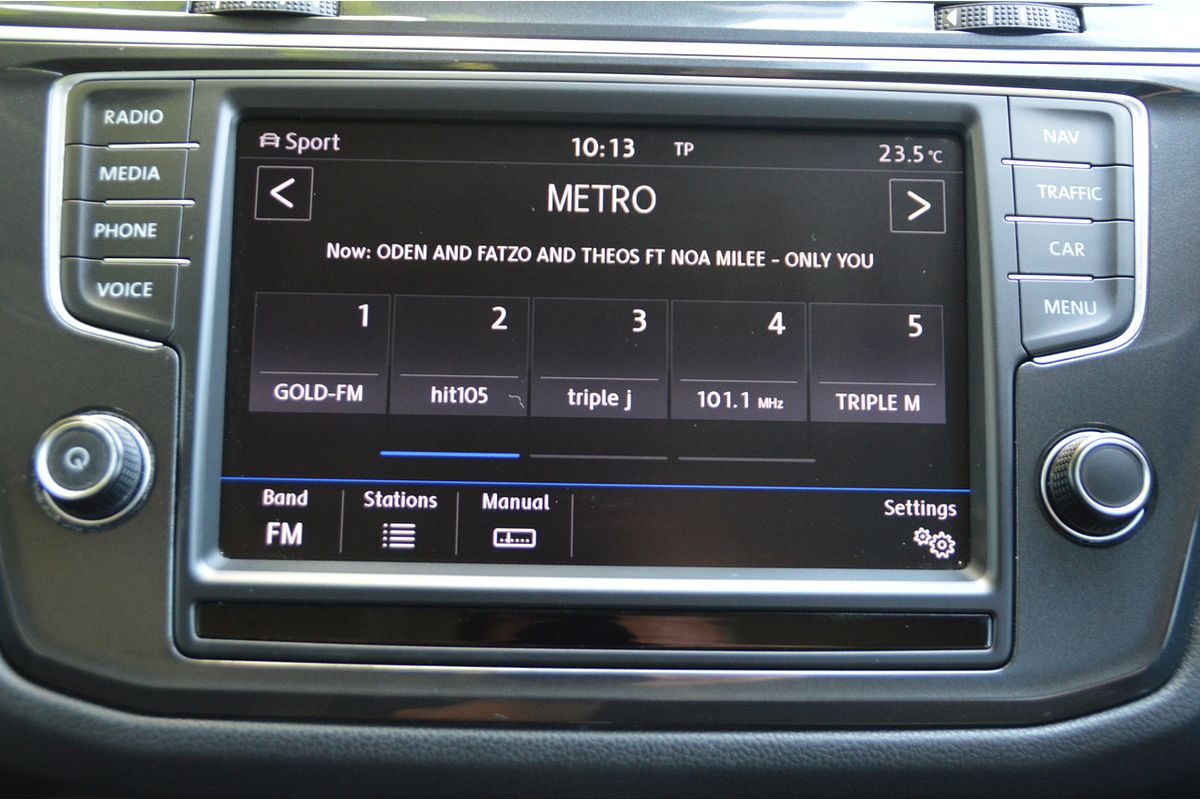 RADIO
MEDIA
PHONE
VOICE
Sport 10:13 TP 23.5°C
< METRO >
Now: ODEN AND FATZO AND THEOS FT NOA MILEE - ONLY YOU
1 2 3 4 5
GOLD-FM hit105 triple j 101.1 MHz TRIPLE M
Band Stations Manual Settings
FM
NAV
TRAFFIC
CAR
MENU